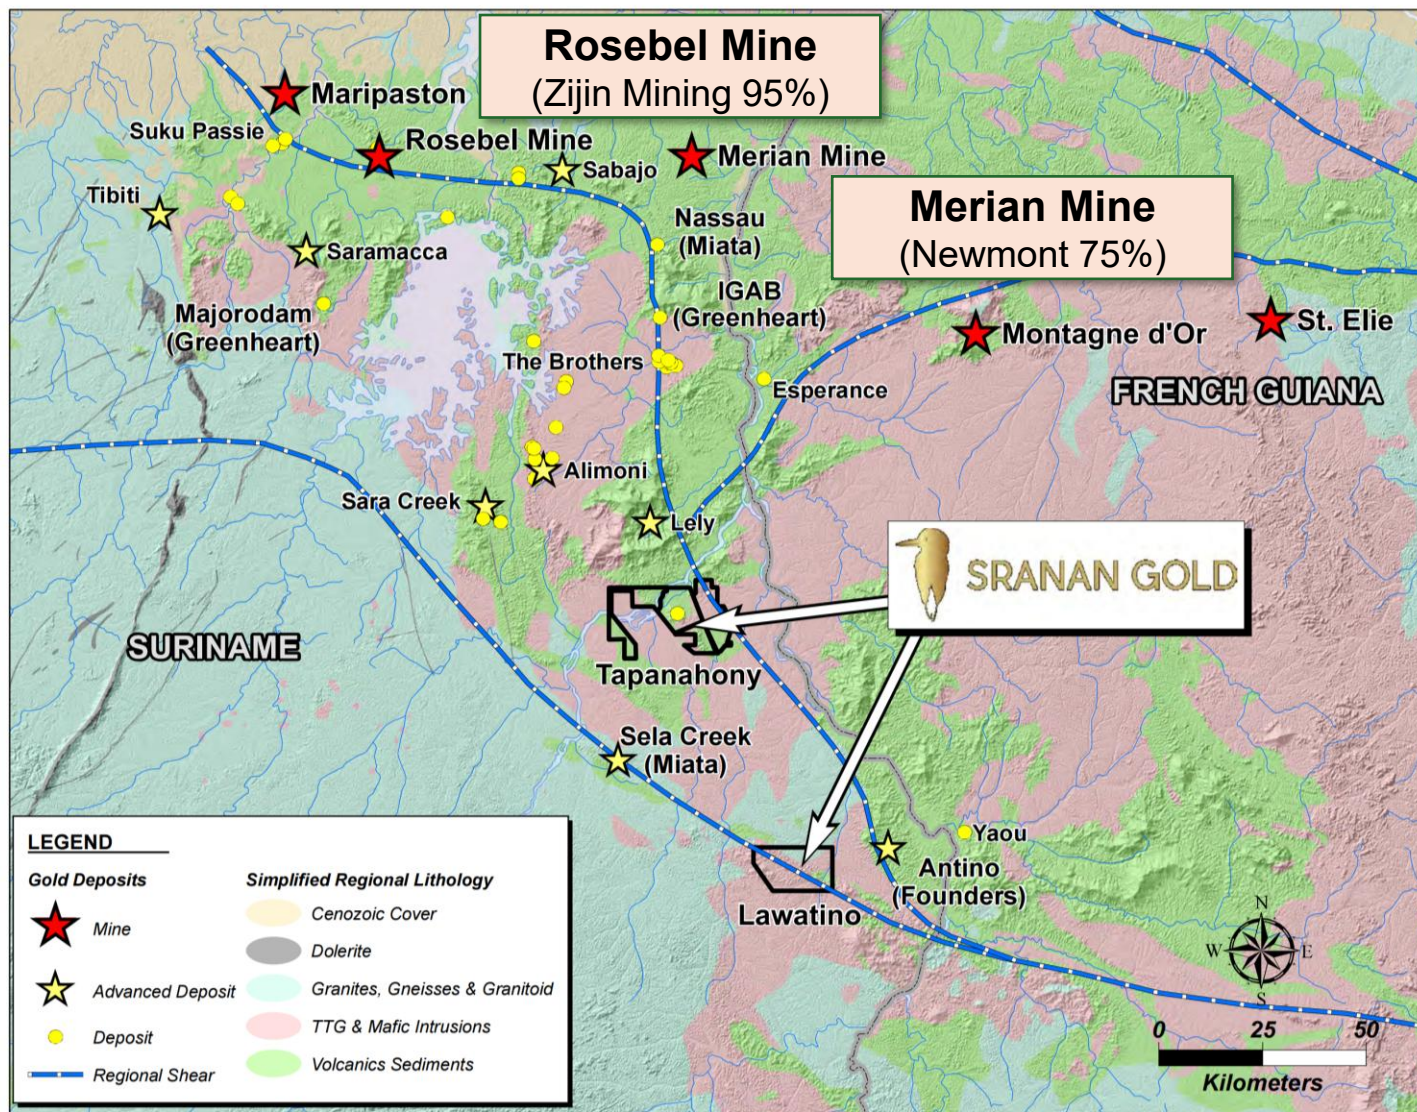 Rosebel Mine
(Zijin Mining 95%)
Maripaston
Suku Passie
Rosebel Mine
Sabajo
Merian Mine
Tibiti
Merian Mine
(Newmont 75%)
Nassau
(Miata)
Saramacca
IGAB
(Greenheart)
Majorodam
(Greenheart)
Montagne d'Or
St. Elie
The Brothers
Esperance
FRENCH GUIANA
Alimoni
Sara Creek
Lely
SRANAN GOLD
SURINAME
Tapanahony
Sela Creek
(Miata)
Yaou
Antino
(Founders)
Lawatino
LEGEND
Gold Deposits
Mine
Advanced Deposit
Deposit
Regional Shear
Simplified Regional Lithology
Cenozoic Cover
Dolerite
Granites, Gneisses & Granitoid
TTG & Mafic Intrusions
Volcanics Sediments
N
W E
S
0 25 50
Kilometers